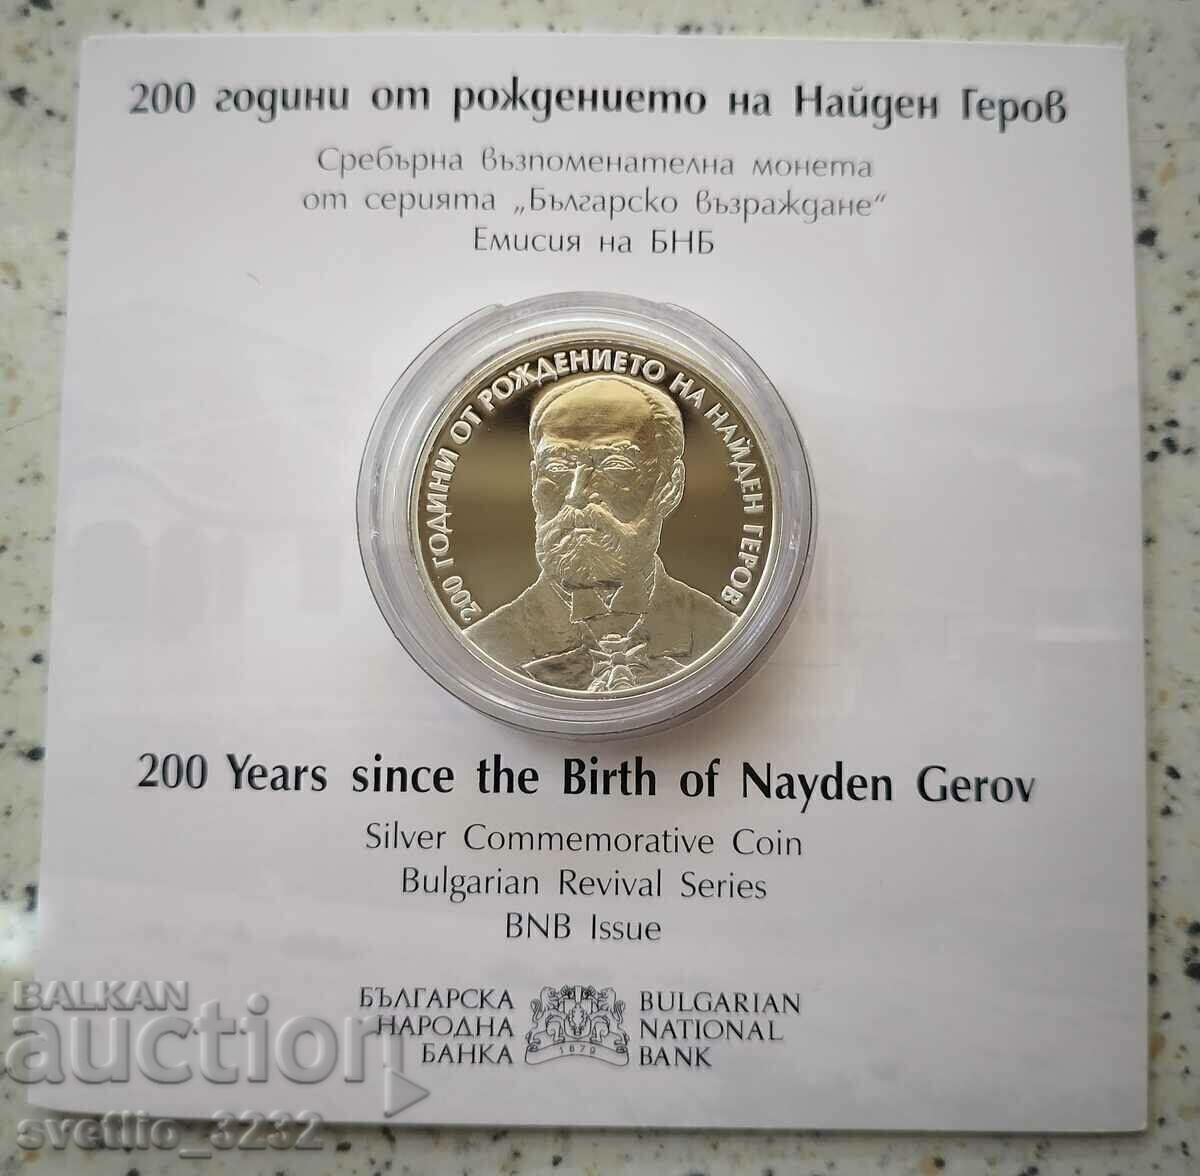 200 години от рождението на Найден Геров
Сребърна възпоменателна монета
от серията „Българско възраждане“
Емисия на БНБ
200 ГОДИНИ ОТ РОЖДЕНИЕТО НА НАЙДЕН ГЕРОВ
200 Years since the Birth of Nayden Gerov
Silver Commemorative Coin
Bulgarian Revival Series
BNB Issue
БЪЛГАРСКА
НАРОДНА
БАНКА
1879
BULGARIAN
NATIONAL
BANK
BALKAN
auction
svetlio_3232